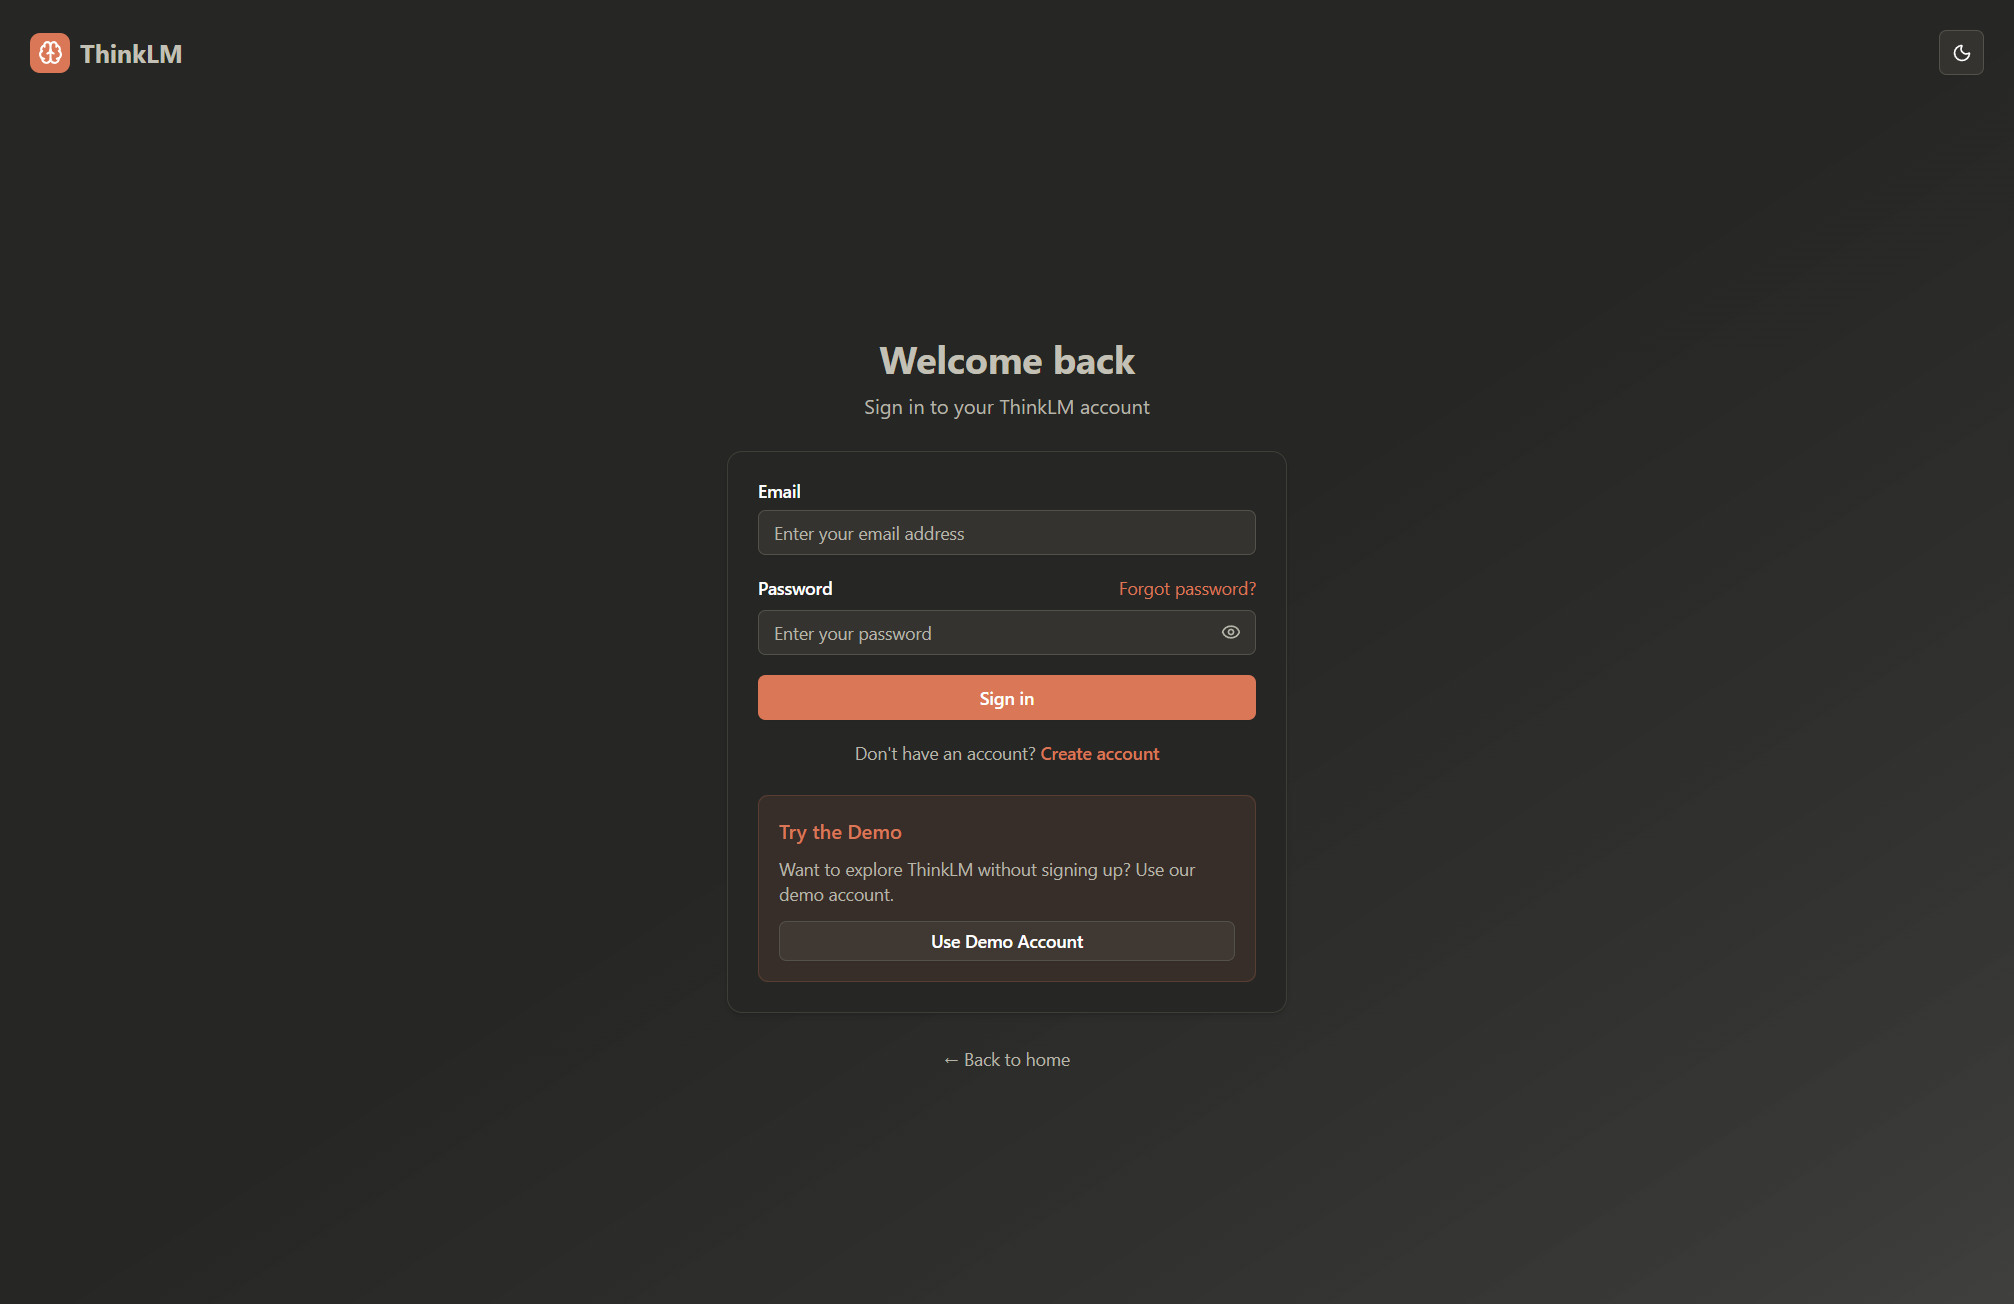 ThinkLM
Welcome back
Sign in to your ThinkLM account
Email
Enter your email address
Password
Forgot password?
Enter your password
Sign in
Don't have an account? Create account
Try the Demo
Want to explore ThinkLM without signing up? Use our
demo account.
Use Demo Account
← Back to home